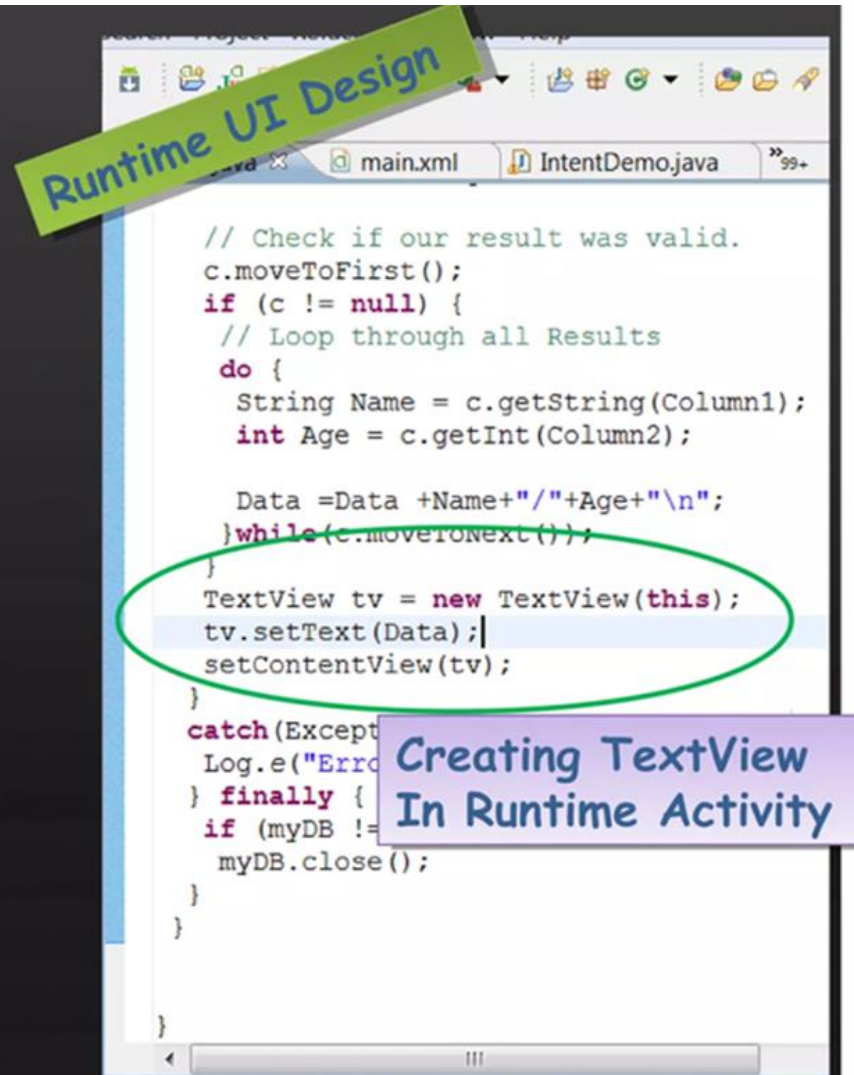 Runtime UI Design
main.xml
IntentDemo.java
99+
// Check if our result was valid.
c.moveToFirst();
if (c != null) {
// Loop through all Results
do {
String Name = c.getString(Column1);
int Age = c.getInt(Column2);
Data =Data +Name+"/"+Age+"\n";
}while(c.moveToNext());
}
TextView tv = new TextView(this);
tv.setText(Data);
setContentView(tv);
}
catch(Except
Log.e("Erro
} finally {
if (myDB !=
myDB.close();
}
}
}
Creating TextView
In Runtime Activity